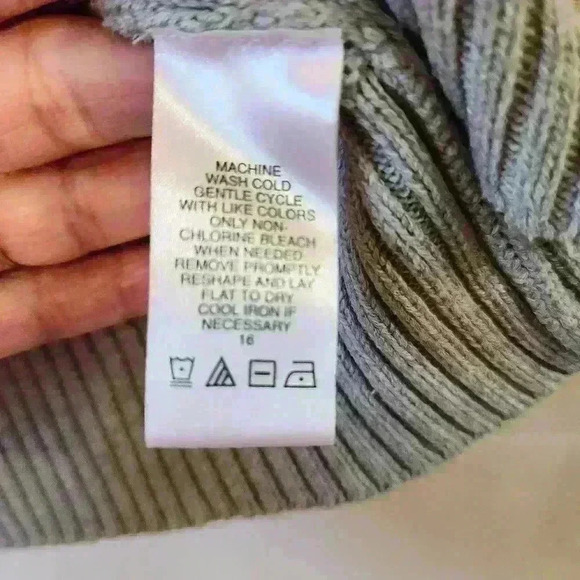 MACHINE
WASH COLD
GENTLE CYCLE
WITH LIKE COLORS
ONLY NON-
CHLORINE BLEACH
WHEN NEEDED
REMOVE PROMPTLY
RESHAPE AND LAY
FLAT TO DRY
COOL IRON IF
NECESSARY
16